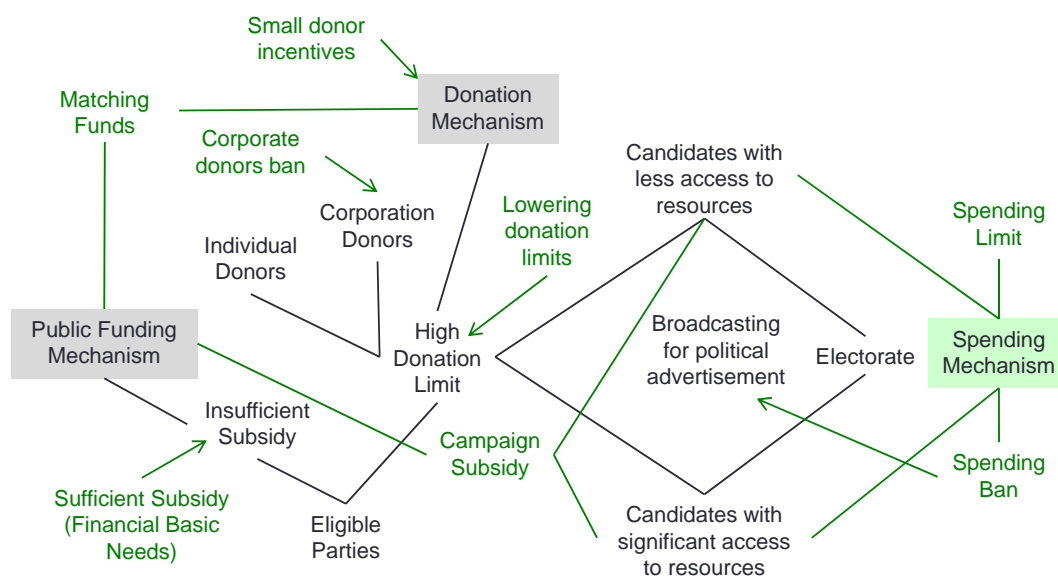 Small donor
incentives
Matching
Funds
Donation
Mechanism
Corporate
donors ban
Candidates with
less access to
resources
Corporation
Donors
Lowering
donation
limits
Spending
Limit
Individual
Donors
Public Funding
Mechanism
High
Donation
Limit
Broadcasting
for political
advertisement
Electorate
Spending
Mechanism
Insufficient
Subsidy
Campaign
Subsidy
Spending
Ban
Sufficient Subsidy
(Financial Basic
Needs)
Eligible
Parties
Candidates with
significant access
to resources